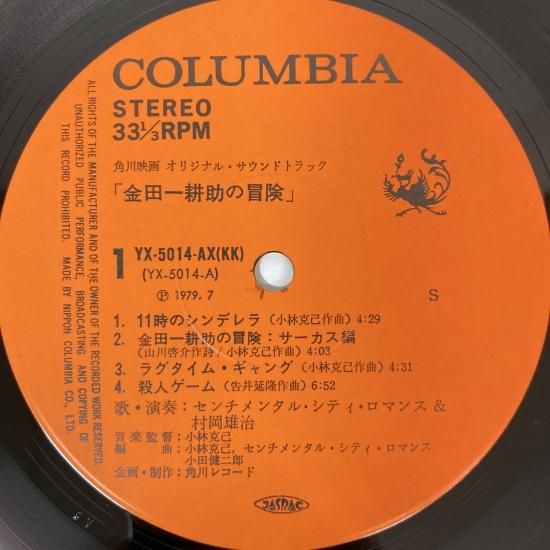 COLUMBIA
STEREO
33⅓RPM
角川映画 オリジナル・サウンドトラック
「金田一耕助の冒険」
1 YX-5014-AX(KK)
(YX-5014-A)
Ⓟ 1979. 7
S
1. 11時のシンデレラ (小林克己作曲) 4:29
2. 金田一耕助の冒険：サーカス編
(山川啓介作詩/小林克己作曲) 4:03
3. ラグタイム・ギャング (小林克己作曲) 4:31
4. 殺人ゲーム (告井延隆作曲) 6:52
歌・演奏：センチメンタル・シティ・ロマンス &
村岡雄治
音楽監督：小林克己
編曲：小林克己, センチメンタル・シティ・ロマンス
小田健二郎
企画・制作：角川レコード
JASRAC
ALL RIGHTS OF THE MANUFACTURER AND OF THE OWNER OF THE RECORDED WORK RESERVED.
UNAUTHORIZED PUBLIC PERFORMANCE, BROADCASTING AND COPYING OF
THIS RECORD PROHIBITED. MADE BY NIPPON COLUMBIA CO., LTD.